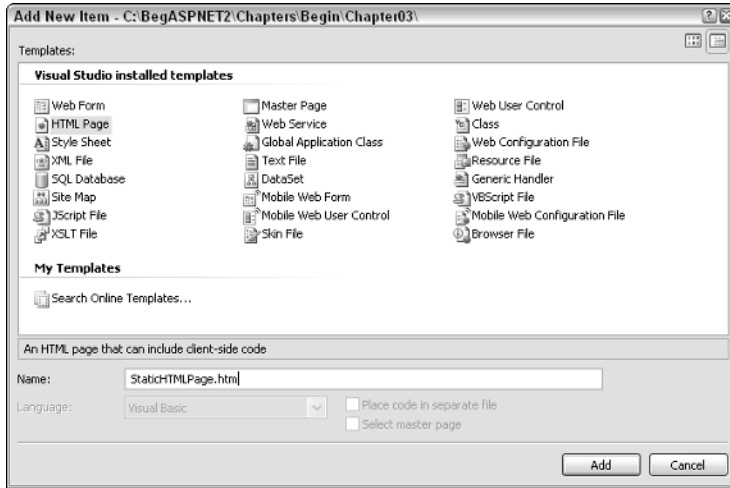 Add New Item - C:\BegASPNET2\Chapters\Begin\Chapter03\
Templates:
Visual Studio installed templates
Web Form
Master Page
Web User Control
HTML Page
Web Service
Class
Style Sheet
Global Application Class
Web Configuration File
XML File
Text File
Resource File
SQL Database
DataSet
Generic Handler
Site Map
Mobile Web Form
VBScript File
JScript File
Mobile Web User Control
Mobile Web Configuration File
XSLT File
Skin File
Browser File
My Templates
Search Online Templates...
An HTML page that can include client-side code
Name:
StaticHTMLPage.htm
Language:
Visual Basic
Place code in separate file
Select master page
Add
Cancel